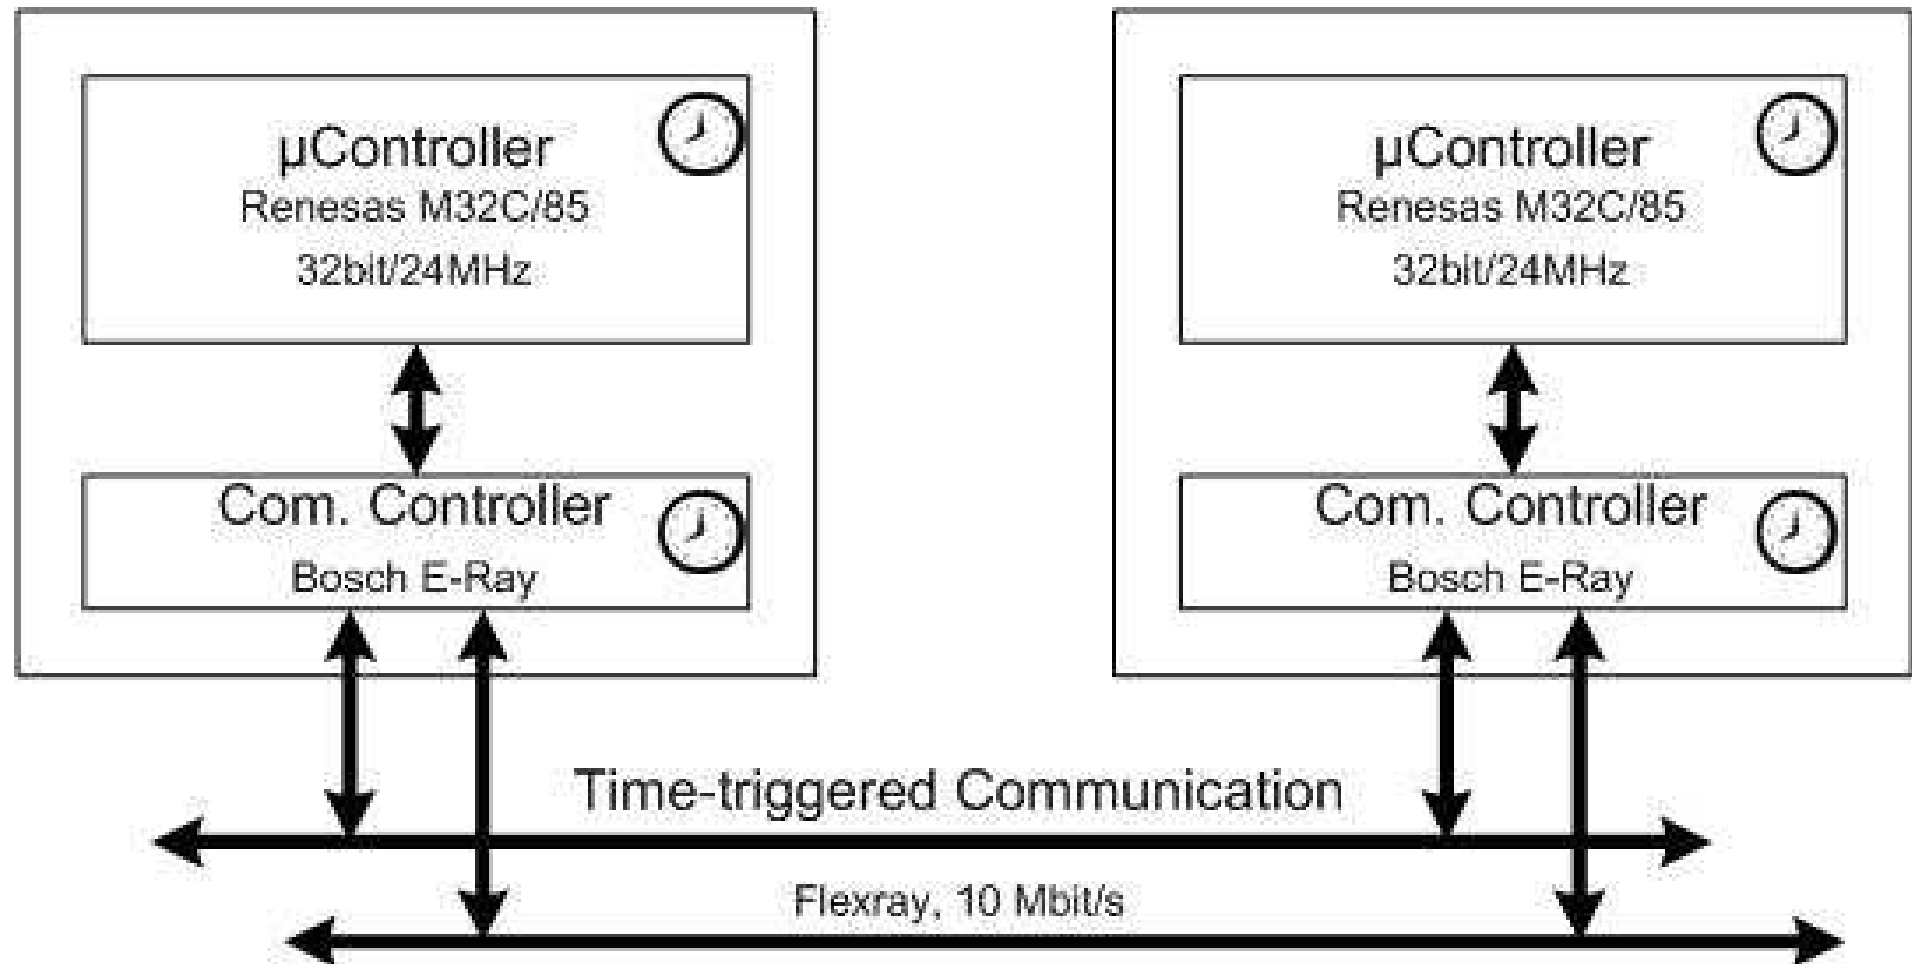 µController
Renesas M32C/85
32bit/24MHz
Com. Controller
Bosch E-Ray
µController
Renesas M32C/85
32bit/24MHz
Com. Controller
Bosch E-Ray
Time-triggered Communication
Flexray, 10 Mbit/s